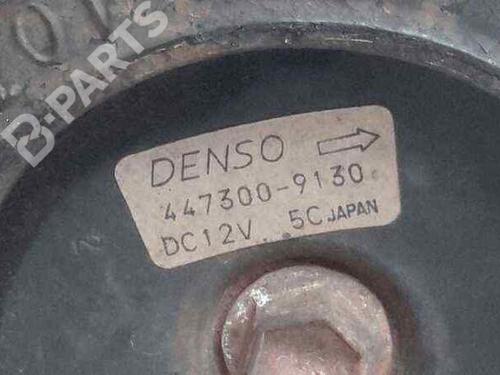 B-PARTS
DENSO
447300-9130
DC12V 5C JAPAN